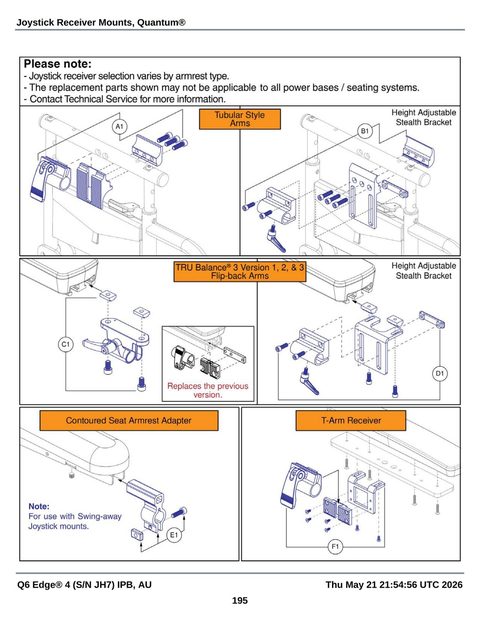 Joystick Receiver Mounts, Quantum®
Please note:
- Joystick receiver selection varies by armrest type.
- The replacement parts shown may not be applicable to all power bases / seating systems.
- Contact Technical Service for more information.
Tubular Style
Arms
Height Adjustable
Stealth Bracket
A1
B1
TRU Balance® 3 Version 1, 2, & 3
Flip-back Arms
Height Adjustable
Stealth Bracket
C1
D1
Replaces the previous
version.
Contoured Seat Armrest Adapter
T-Arm Receiver
Note:
For use with Swing-away
Joystick mounts.
E1
F1
Q6 Edge® 4 (S/N JH7) IPB, AU
Thu May 21 21:54:56 UTC 2026
195